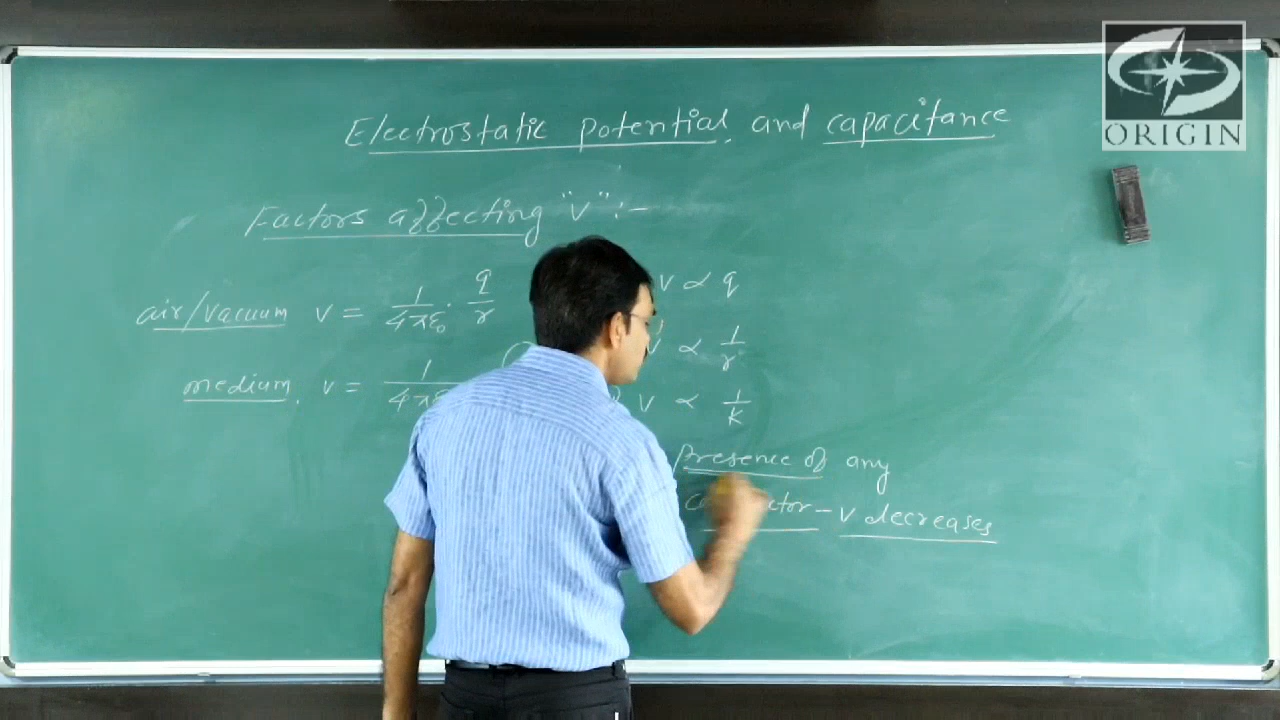 ORIGIN
Electrostatic potential and capacitance
Factors affecting "v" :-
air/vacuum v = 1/4πε₀ · q/r
v ∝ q
v ∝ 1/r
medium v = 1/4πε
v ∝ 1/K
presence of any
- v decreases